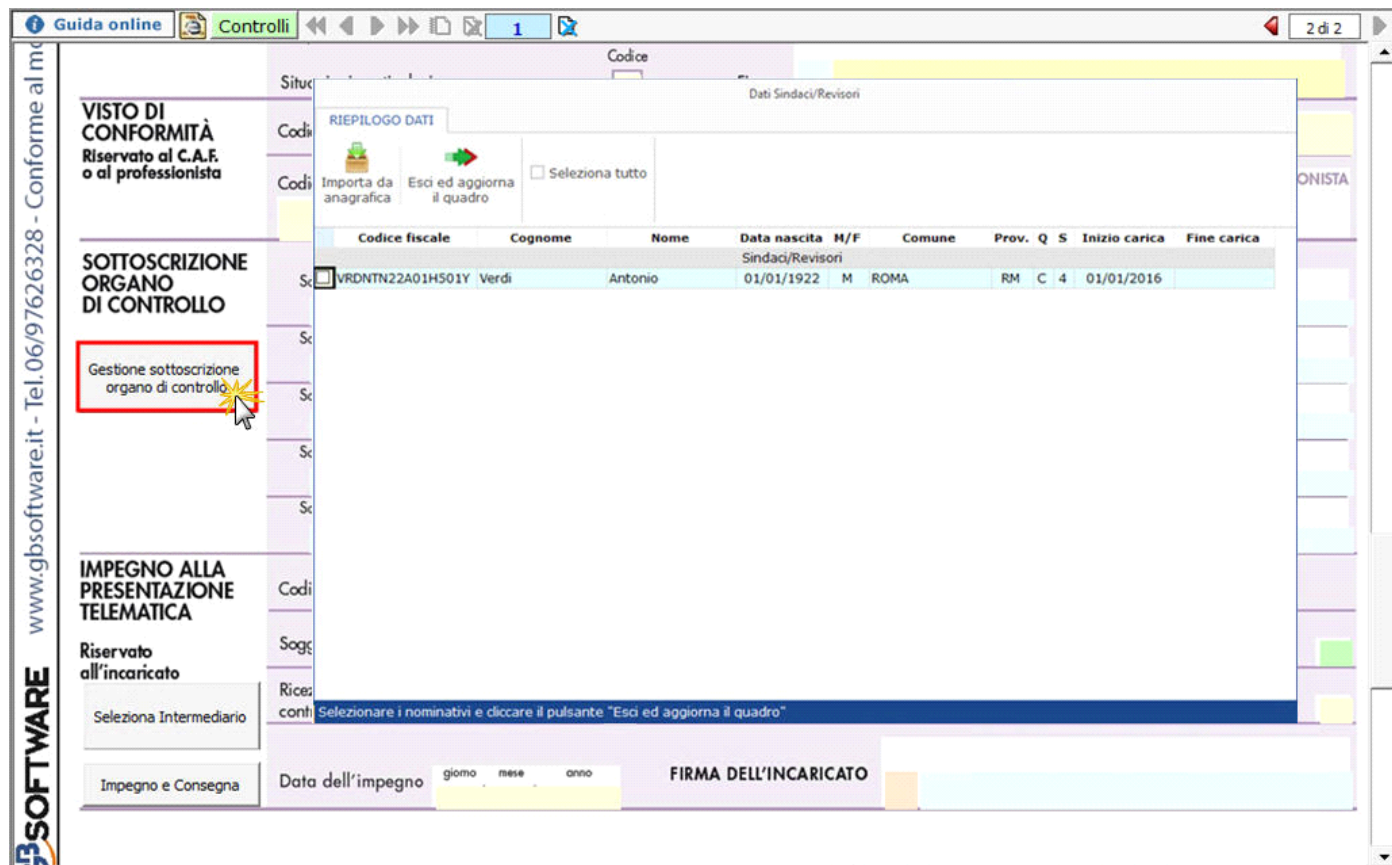 Guida online
Controlli
1
2 di 2
www.gbsoftware.it - Tel.06/97626328 - Conforme al
GBSOFTWARE
Codice
VISTO DI
CONFORMITÀ
Riservato al C.A.F.
o al professionista
ONISTA
SOTTOSCRIZIONE
ORGANO
DI CONTROLLO
Gestione sottoscrizione
organo di controllo
Dati Sindaci/Revisori
RIEPILOGO DATI
Importa da
anagrafica
Esci ed aggiorna
il quadro
Seleziona tutto
Codice fiscale Cognome Nome Data nascita M/F Comune Prov. Q S Inizio carica Fine carica
Sindaci/Revisori
VRDNTN22A01H501Y Verdi Antonio 01/01/1922 M ROMA RM C 4 01/01/2016
Selezionare i nominativi e cliccare il pulsante "Esci ed aggiorna il quadro"
IMPEGNO ALLA
PRESENTAZIONE
TELEMATICA
Riservato
all'incaricato
Seleziona Intermediario
Impegno e Consegna
Data dell'impegno
giorno mese anno
FIRMA DELL'INCARICATO